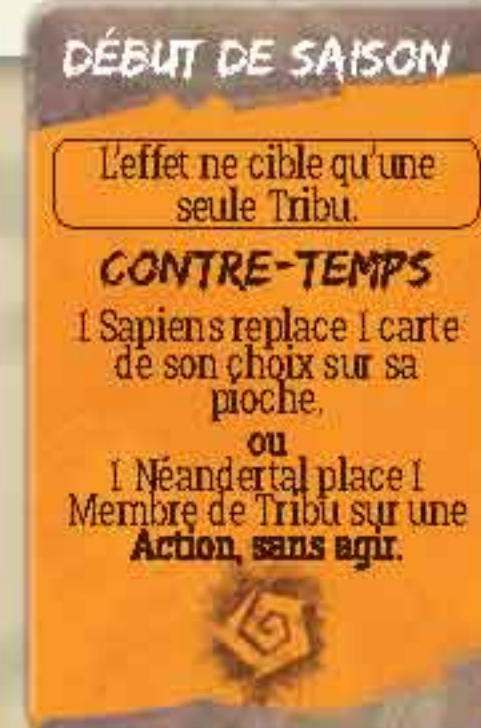 DÉBUT DE SAISON
L'effet ne cible qu'une
seule Tribu.
CONTRE-TEMPS
1 Sapiens replace 1 carte
de son choix sur sa
pioche,
ou
1 Néandertal place 1
Membre de Tribu sur une
Action, sans agir.